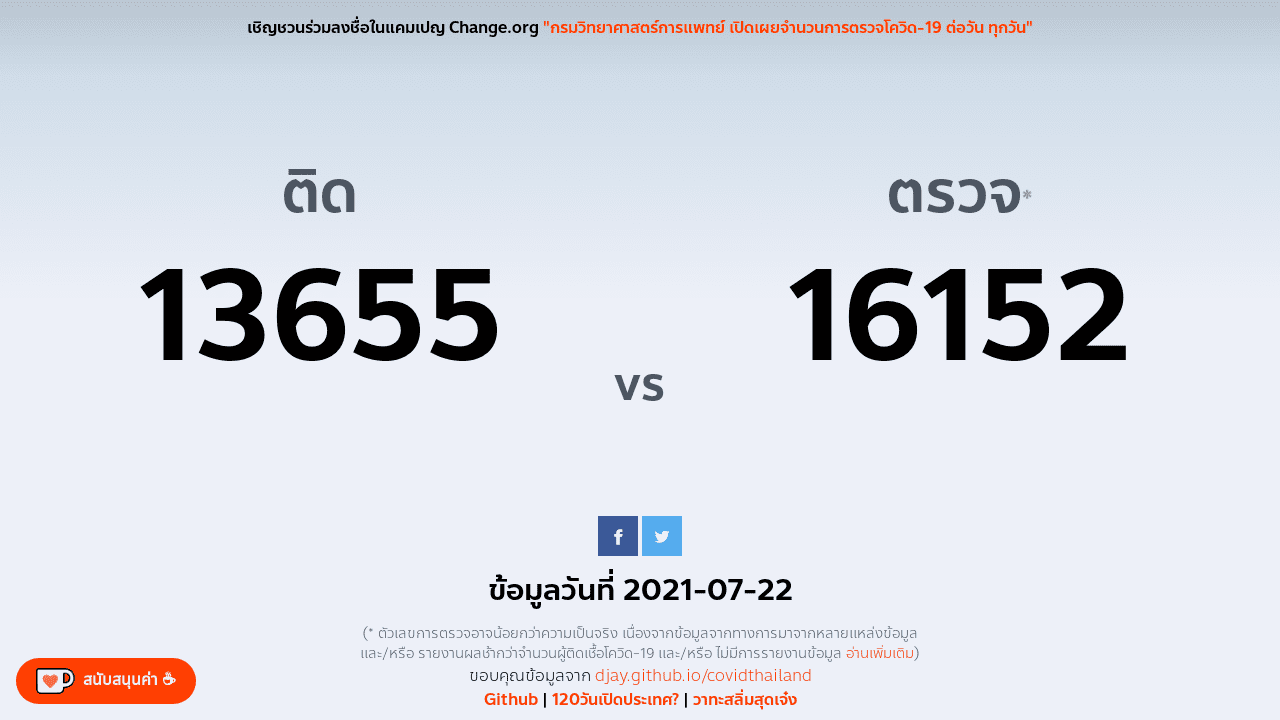 เชิญชวนร่วมลงชื่อในแคมเปญ Change.org "กรมวิทยาศาสตร์การแพทย์ เปิดเผยจำนวนการตรวจโควิด-19 ต่อวัน ทุกวัน"
ติด
ตรวจ*
13655
vs
16152
ข้อมูลวันที่ 2021-07-22
(* ตัวเลขการตรวจอาจน้อยกว่าความเป็นจริง เนื่องจากข้อมูลจากทางการมาจากหลายแหล่งข้อมูล
และ/หรือ รายงานผลช้ากว่าจำนวนผู้ติดเชื้อโควิด-19 และ/หรือ ไม่มีการรายงานข้อมูล อ่านเพิ่มเติม)
ขอบคุณข้อมูลจาก djay.github.io/covidthailand
Github | 120วันเปิดประเทศ? | วาทะสลิ่มสุดเจ๋ง
สนับสนุนค่า ☕